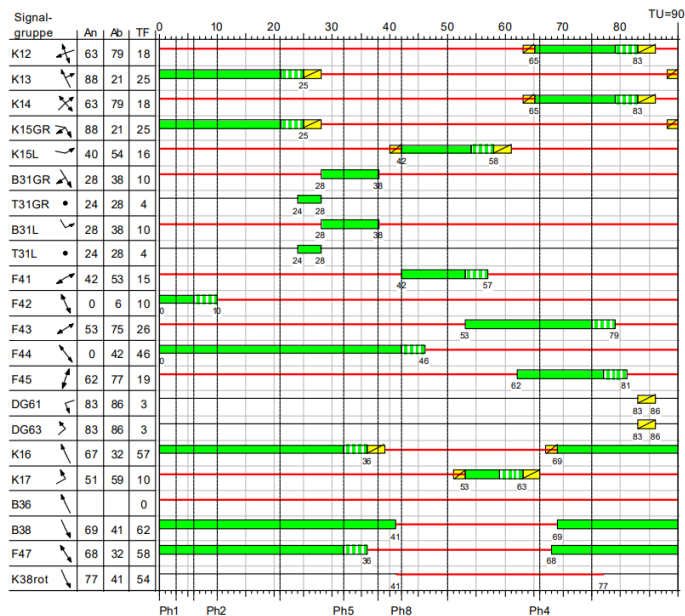 Signal-
gruppe An Ab TF 0 10 20 30 40 50 60 70 80 TU=90
K12 63 79 18 65 83
K13 88 21 25 25
K14 63 79 18 65 83
K15GR 88 21 25 25
K15L 40 54 16 42 58
B31GR 28 38 10 28 38
T31GR 24 28 4 24 28
B31L 28 38 10 28 38
T31L 24 28 4 24 28
F41 42 53 15 42 57
F42 0 6 10 0 10
F43 53 75 26 53 79
F44 0 42 46 0 46
F45 62 77 19 62 81
DG61 83 86 3 83 86
DG63 83 86 3 83 86
K16 67 32 57 36 69
K17 51 59 10 53 63
B36 0
B38 69 41 62 41 69
F47 68 32 58 36 68
K38rot 77 41 54 41 77
Ph1 Ph2 Ph5 Ph8 Ph4